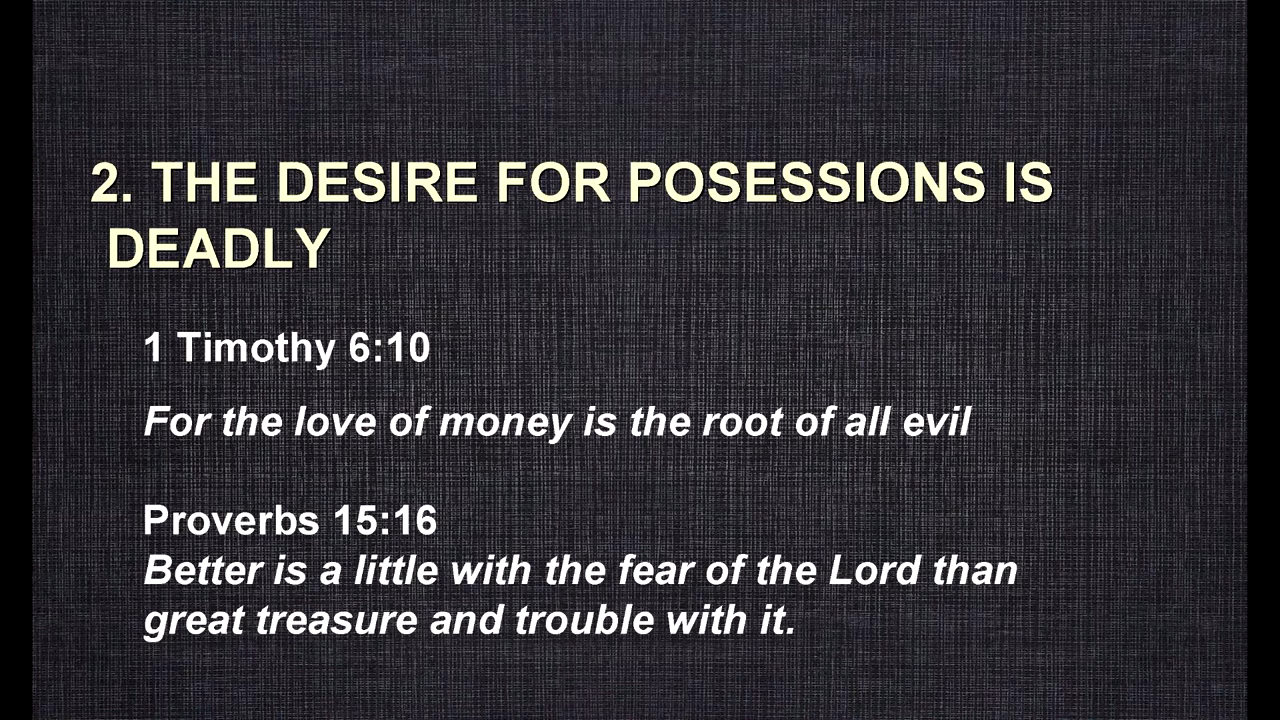 2. THE DESIRE FOR POSESSIONS IS
DEADLY
1 Timothy 6:10
For the love of money is the root of all evil
Proverbs 15:16
Better is a little with the fear of the Lord than
great treasure and trouble with it.